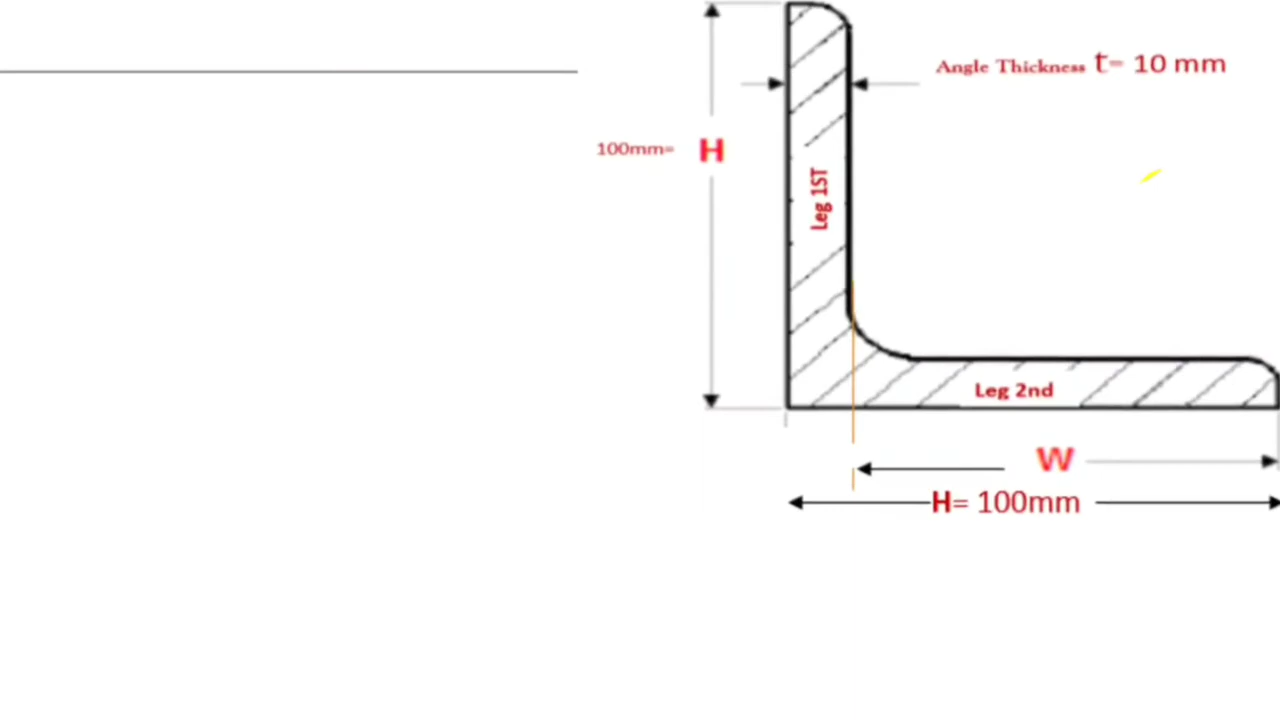 Angle Thickness t- 10 mm
100mm= H
Leg 1ST
Leg 2nd
W
H= 100mm